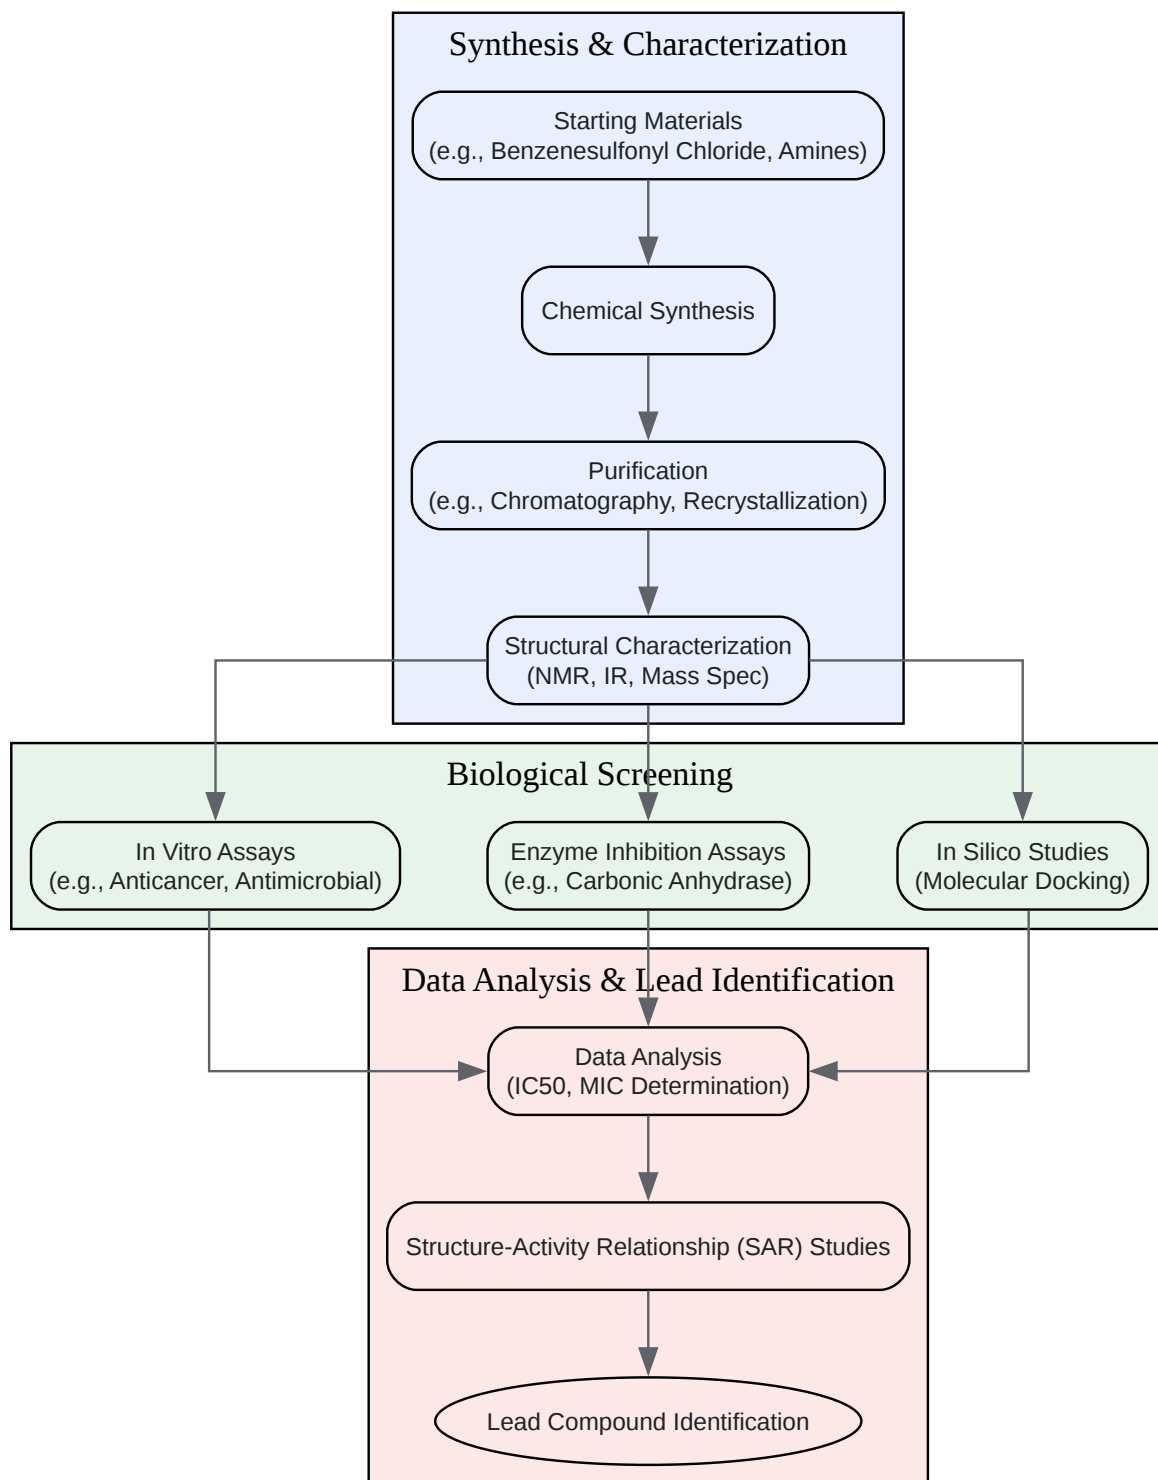 Synthesis & Characterization
Starting Materials
(e.g., Benzenesulfonyl Chloride, Amines)
Chemical Synthesis
Purification
(e.g., Chromatography, Recrystallization)
Structural Characterization
(NMR, IR, Mass Spec)
Biological Screening
In Vitro Assays
(e.g., Anticancer, Antimicrobial)
Enzyme Inhibition Assays
(e.g., Carbonic Anhydrase)
In Silico Studies
(Molecular Docking)
Data Analysis & Lead Identification
Data Analysis
(IC50, MIC Determination)
Structure-Activity Relationship (SAR) Studies
Lead Compound Identification